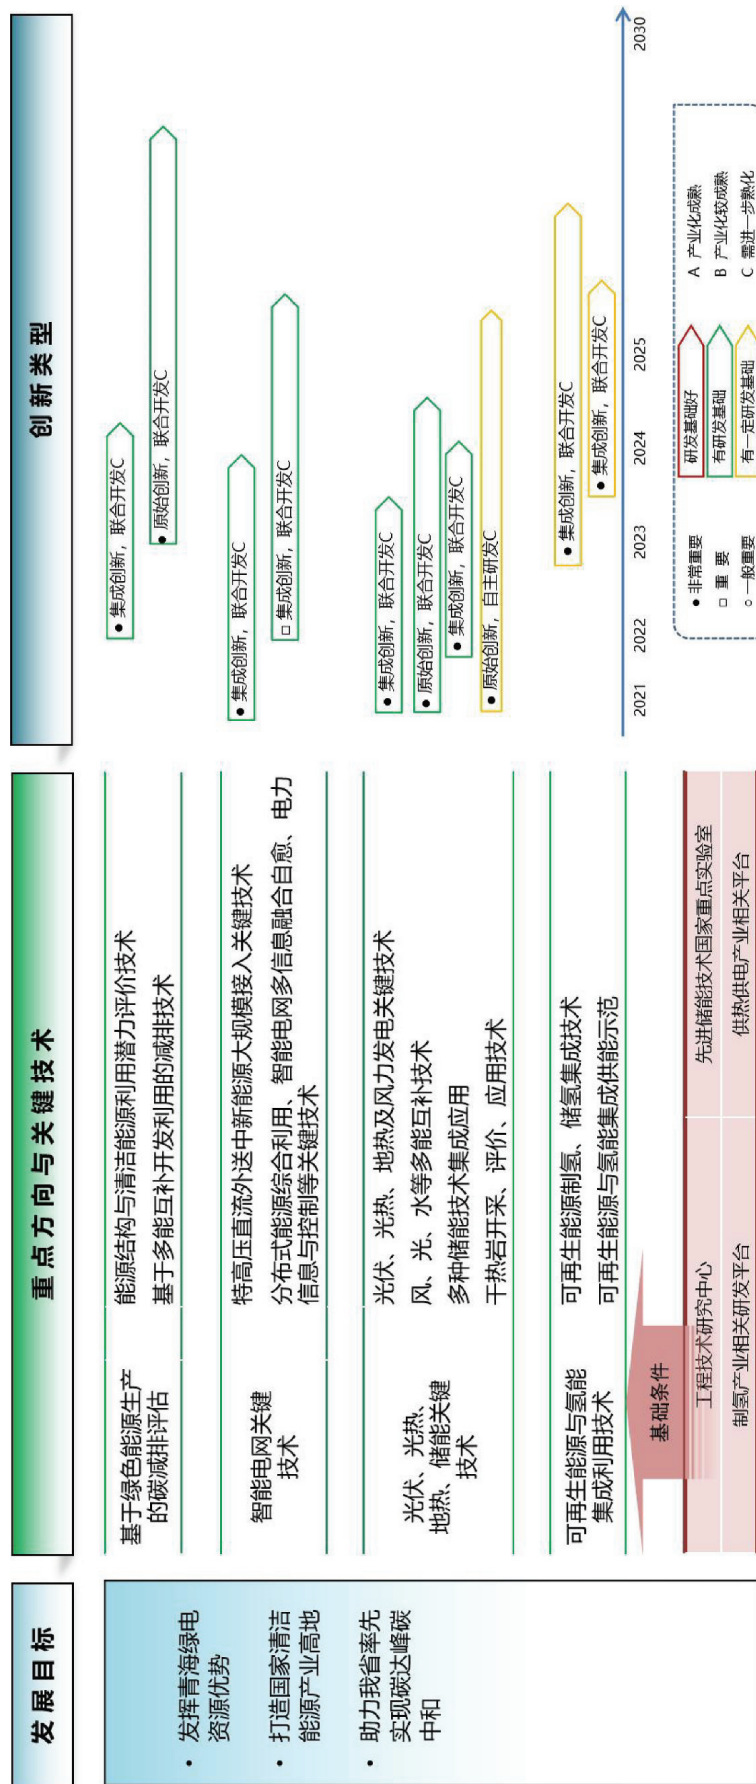 发展目标
• 发挥青海绿电
资源优势
• 打造国家清洁
能源产业高地
• 助力我省率先
实现碳达峰碳
中和
重点方向与关键技术
基于绿色能源生产
的碳减排评估
能源结构与清洁能源利用潜力评价技术
基于多能互补开发利用的减排技术
智能电网关键
技术
特高压直流外送中新能源大规模接入关键技术
分布式能源综合利用、智能电网多信息融合自愈、电力
信息与控制等关键技术
光伏、光热、
地热、储能关键
技术
光伏、光热、地热及风力发电关键技术
风、光、水等多能互补技术
多种储能技术集成应用
干热岩开采、评价、应用技术
可再生能源与氢能
集成利用技术
可再生能源制氢、储氢集成技术
可再生能源与氢能集成供能示范
基础条件
工程技术研究中心
先进储能技术国家重点实验室
制氢产业相关研发平台
供热供电产业相关平台
创新类型
● 集成创新，联合开发C
● 原始创新，联合开发C
● 集成创新，联合开发C
□ 集成创新，联合开发C
● 集成创新，联合开发C
● 原始创新，联合开发C
● 集成创新，联合开发C
● 原始创新，自主研发C
● 集成创新，联合开发C
● 集成创新，联合开发C
2021 2022 2023 2024 2025 2030
● 非常重要 研发基础好 A 产业化成熟
□ 重 要 有研发基础 B 产业化较成熟
○ 一般重要 有一定研发基础 C 需进一步熟化